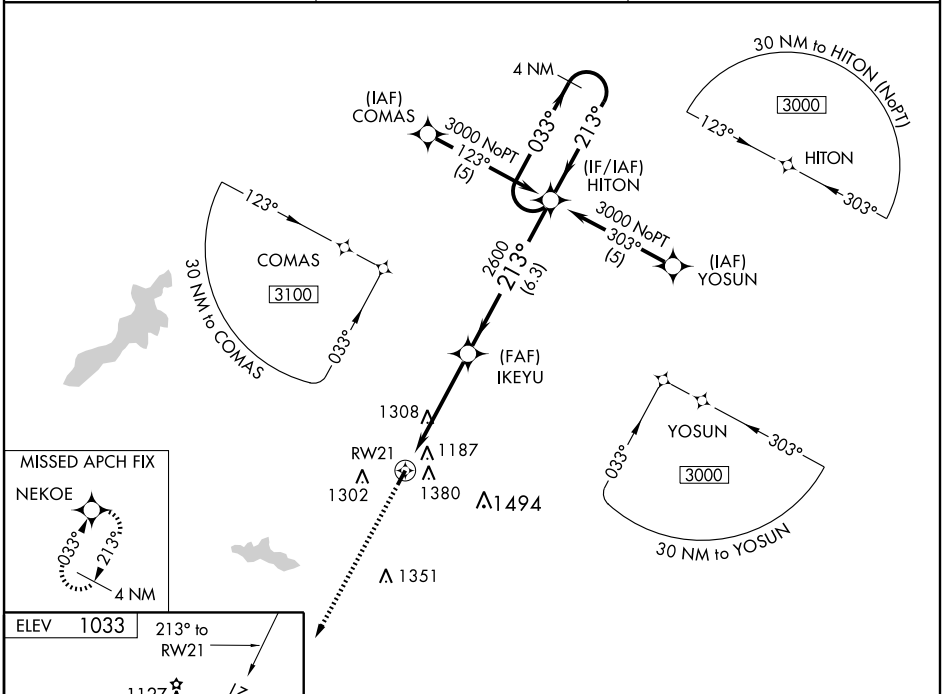 4 NM
033°
213°
(IAF)
COMAS
3000 NoPT
123°
(5)
(IF/IAF)
HITON
3000 NoPT
303°
(5)
(IAF)
YOSUN
30 NM to HITON (NoPT)
3000
123°
HITON
303°
123°
COMAS
3100
30 NM to COMAS
033°
2600
213°
(6.3)
(FAF)
IKEYU
1308
RW21
1187
1302
1380
1494
1351
YOSUN
303°
033°
3000
30 NM to YOSUN
MISSED APCH FIX
NEKOE
033°
213°
4 NM
ELEV 1033
213° to
RW21
1127